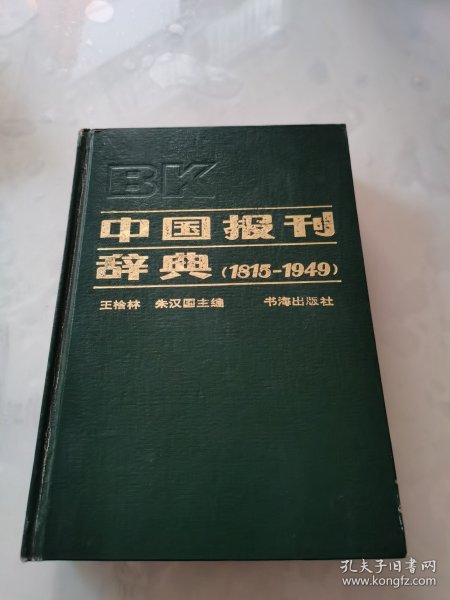 BK
中国报刊
辞典(1815-1949)
王桧林 朱汉国主编 书海出版社
孔夫子旧书网
www.kongfz.com